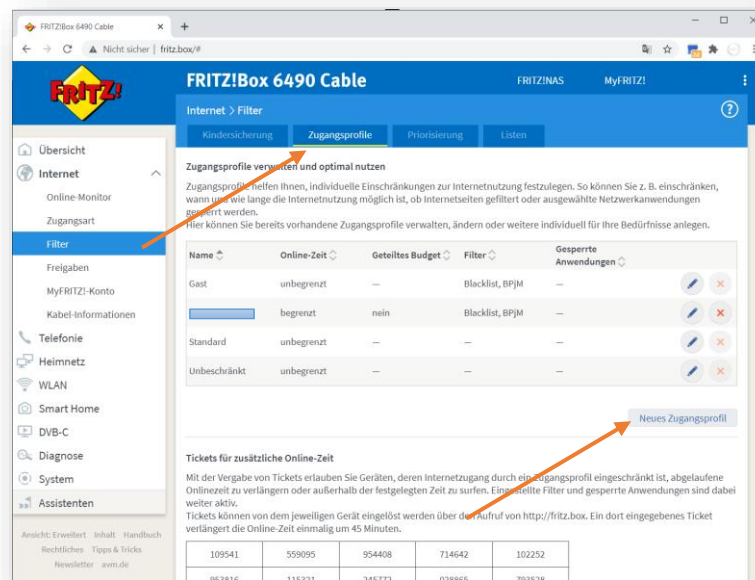 FRITZ!Box 6490 Cable
Nicht sicher | fritz.box/#
FRITZ!
FRITZ!Box 6490 Cable
FRITZ!NAS
MyFRITZ!
Internet > Filter
Kindersicherung
Zugangsprofile
Priorisierung
Listen
Übersicht
Internet
Online-Monitor
Zugangsart
Filter
Freigaben
MyFRITZ!-Konto
Kabel-Informationen
Telefonie
Heimnetz
WLAN
Smart Home
DVB-C
Diagnose
System
Assistenten
Ansicht: Erweitert Inhalt Handbuch
Rechtliches Tipps & Tricks
Newsletter avm.de
Zugangsprofile verwalten und optimal nutzen
Zugangsprofile helfen Ihnen, individuelle Einschränkungen zur Internetnutzung festzulegen. So können Sie z. B. einschränken,
wann und wie lange die Internetnutzung möglich ist, ob Internetseiten gefiltert oder ausgewählte Netzwerkanwendungen
gesperrt werden.
Hier können Sie bereits vorhandene Zugangsprofile verwalten, ändern oder weitere individuell für Ihre Bedürfnisse anlegen.
Name Online-Zeit Geteiltes Budget Filter Gesperrte Anwendungen
Gast unbegrenzt — Blacklist, BPjM —
begrenzt nein Blacklist, BPjM —
Standard unbegrenzt — — —
Unbeschränkt unbegrenzt — — —
Neues Zugangsprofil
Tickets für zusätzliche Online-Zeit
Mit der Vergabe von Tickets erlauben Sie Geräten, deren Internetzugang durch ein Zugangsprofil eingeschränkt ist, abgelaufene
Onlinezeit zu verlängern oder außerhalb der festgelegten Zeit zu surfen. Eingestellte Filter und gesperrte Anwendungen sind dabei
weiter aktiv.
Tickets können von dem jeweiligen Gerät eingelöst werden über den Aufruf von http://fritz.box. Ein dort eingegebenes Ticket
verlängert die Online-Zeit einmalig um 45 Minuten.
109541 559095 954408 714642 102252